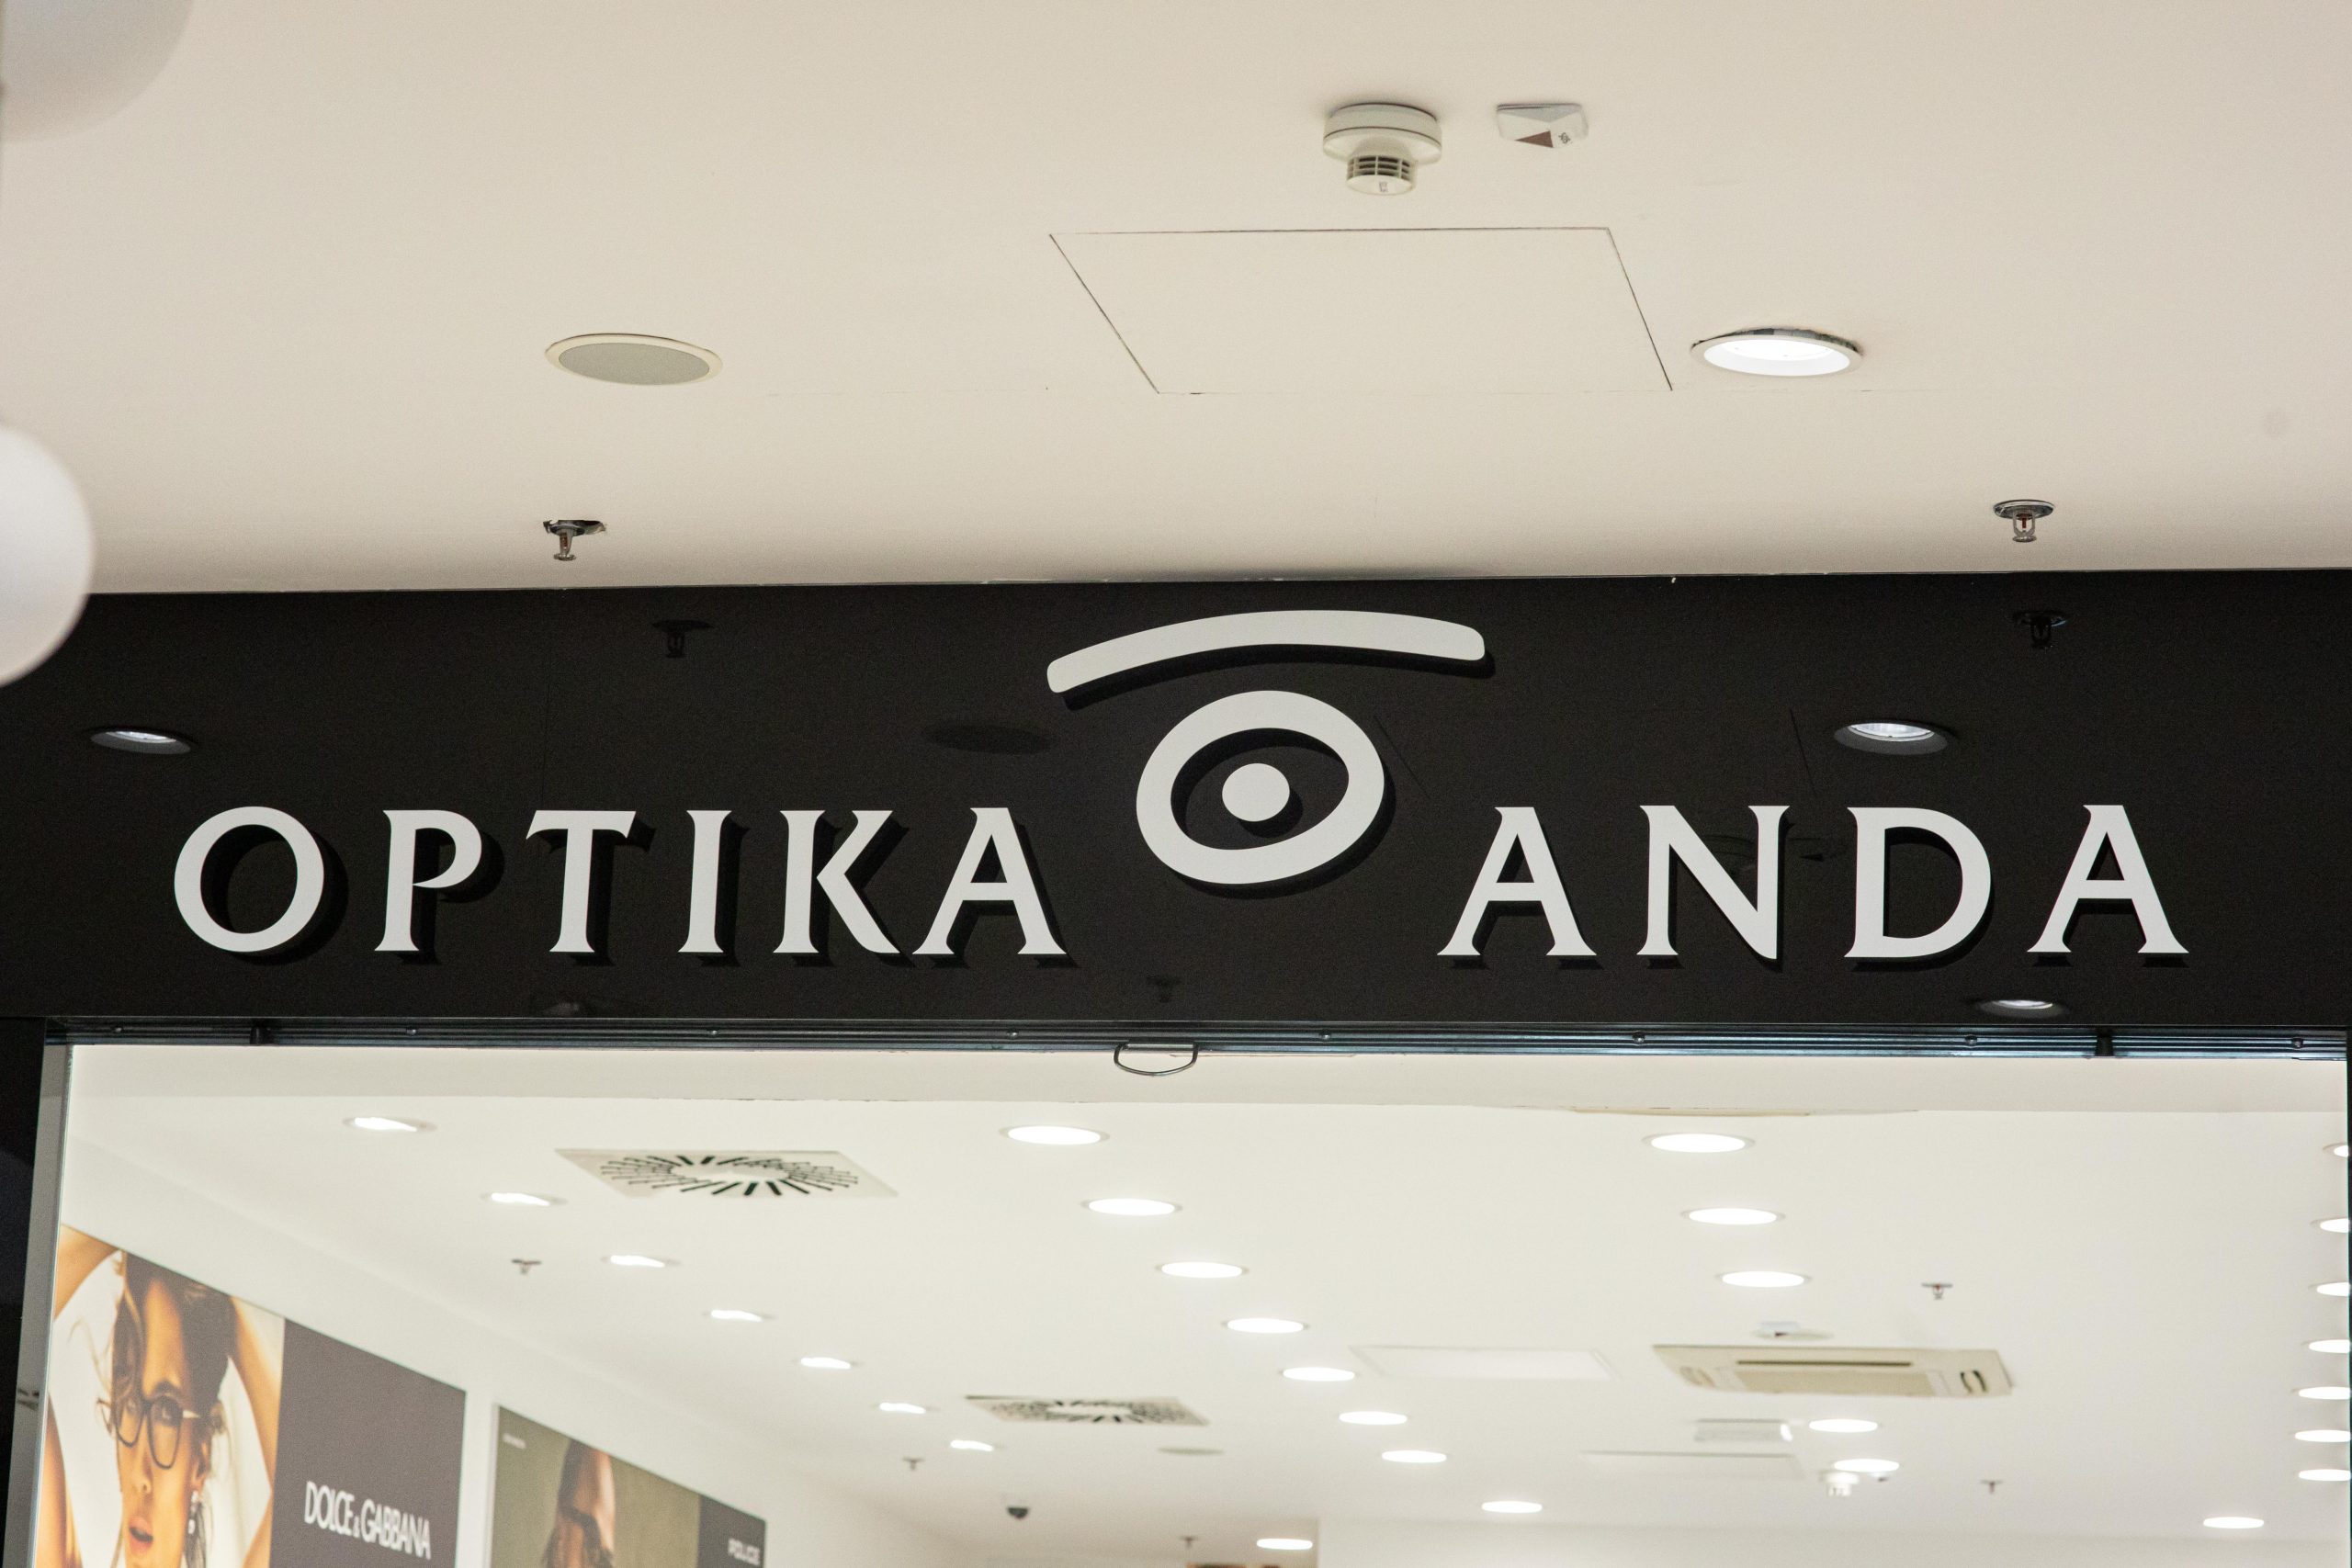 OPTIKA ANDA
DOLCE & GABBANA
POLICE